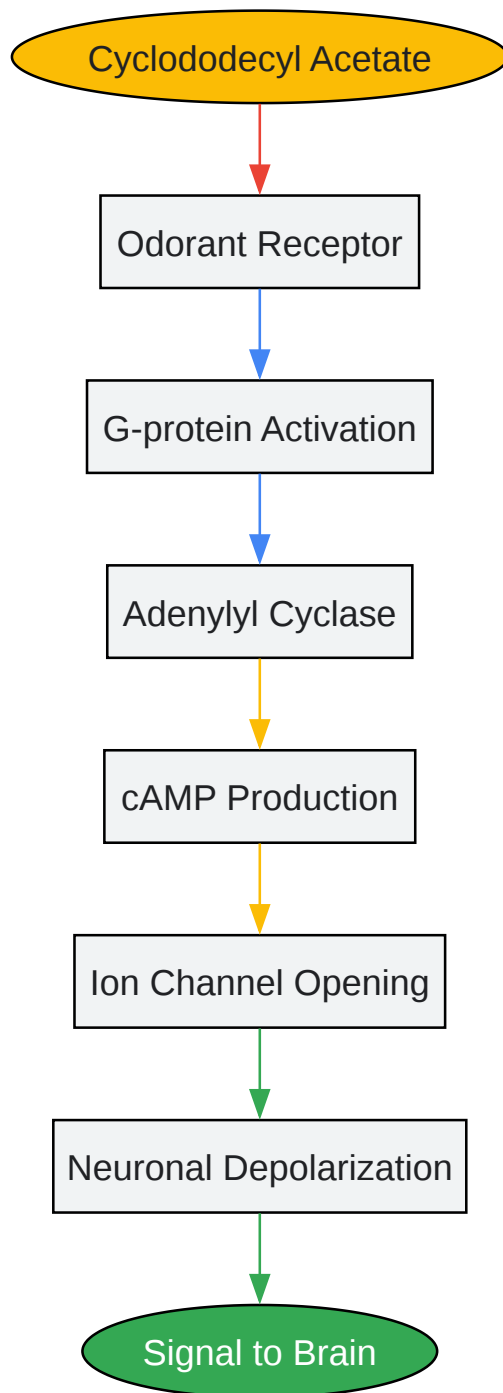 Cyclododecyl Acetate
Odorant Receptor
G-protein Activation
Adenylyl Cyclase
cAMP Production
Ion Channel Opening
Neuronal Depolarization
Signal to Brain